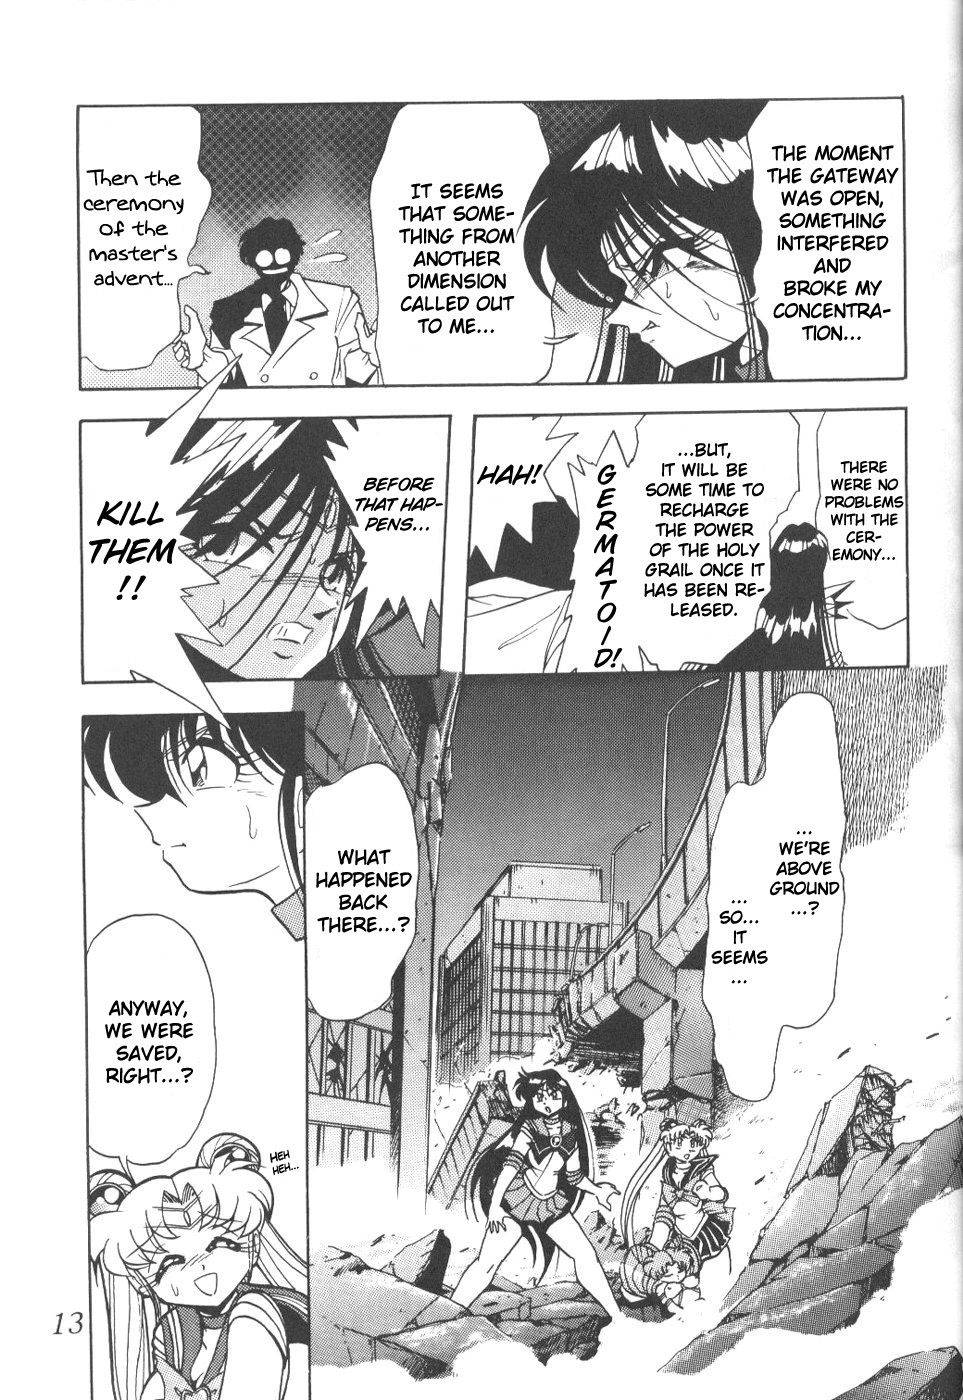 THE MOMENT
THE GATEWAY
WAS OPEN,
SOMETHING
INTERFERED
AND
BROKE MY
CONCENTRA-
TION...
IT SEEMS
THAT SOME-
THING FROM
ANOTHER
DIMENSION
CALLED OUT
TO ME...
Then the
ceremony
of the
master's
advent...
THERE
WERE NO
PROBLEMS
WITH THE
CER-
EMONY...
...BUT,
IT WILL BE
SOME TIME TO
RECHARGE
THE POWER
OF THE HOLY
GRAIL ONCE IT
HAS BEEN RE-
LEASED.
GERMATOID!
HAH!
BEFORE
THAT HAP-
PENS...
KILL
THEM
!!
...
WE'RE
ABOVE
GROUND
...?
...
SO...
IT
SEEMS
...
WHAT
HAPPENED
BACK
THERE...?
ANYWAY,
WE WERE
SAVED,
RIGHT...?
HEH
HEH...
13